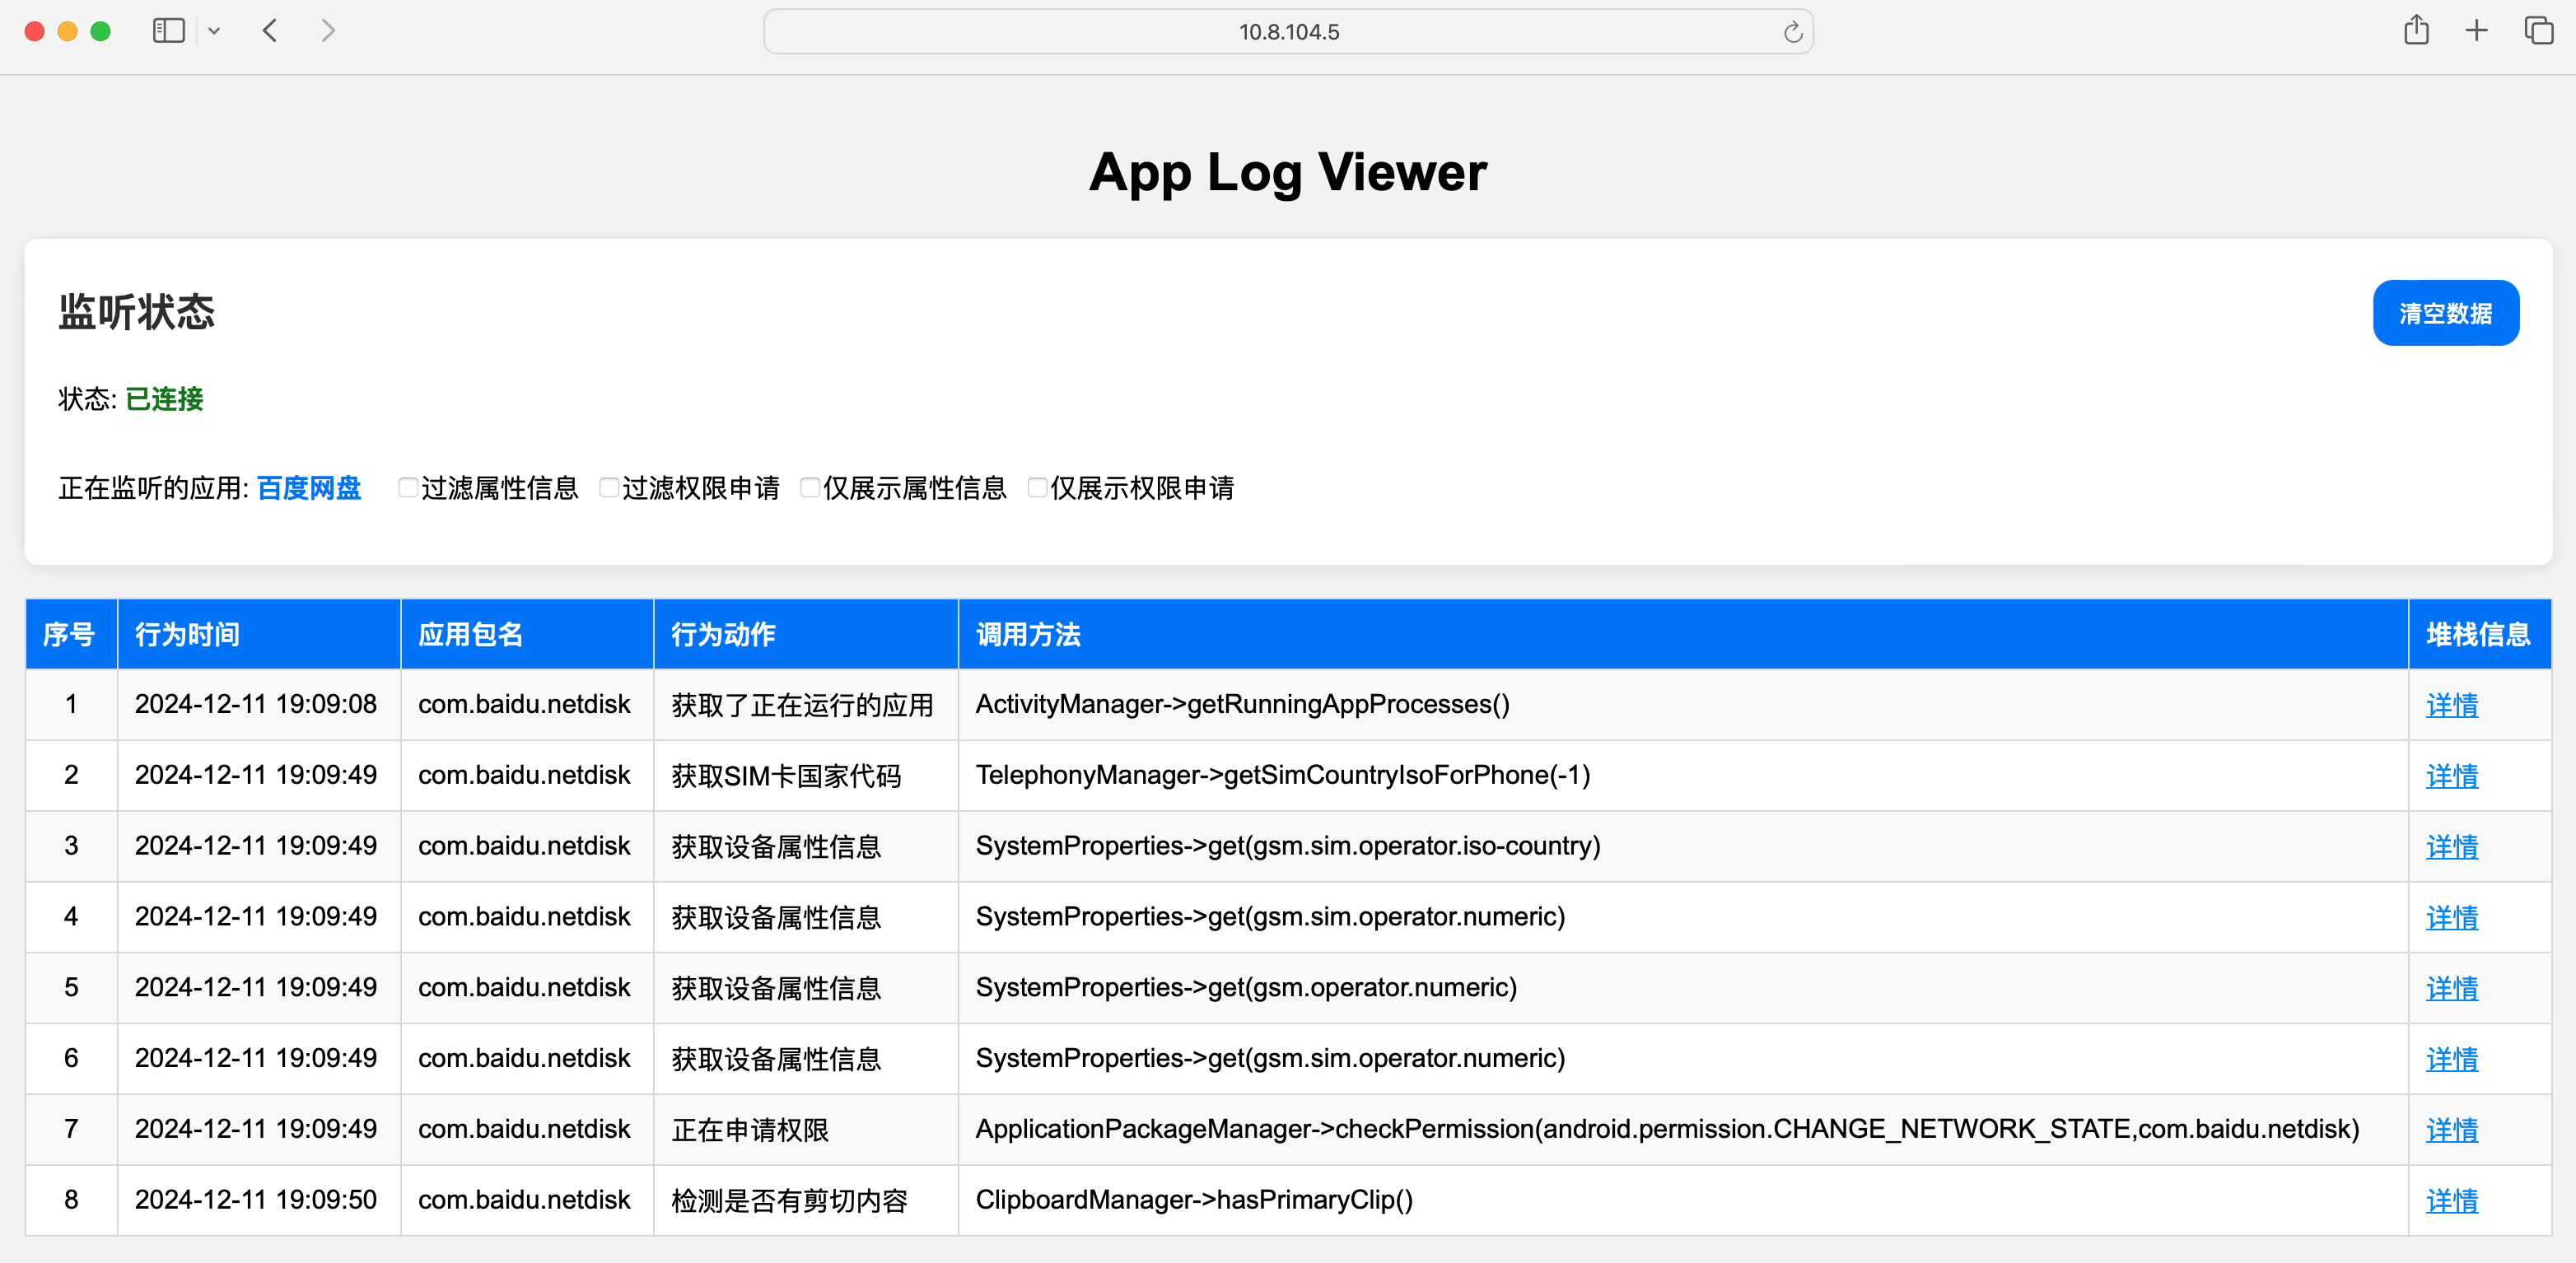 10.8.104.5
App Log Viewer
监听状态
清空数据
状态: 已连接
正在监听的应用: 百度网盘 过滤属性信息 过滤权限申请 仅展示属性信息 仅展示权限申请
序号 行为时间 应用包名 行为动作 调用方法 堆栈信息
1 2024-12-11 19:09:08 com.baidu.netdisk 获取了正在运行的应用 ActivityManager->getRunningAppProcesses() 详情
2 2024-12-11 19:09:49 com.baidu.netdisk 获取SIM卡国家代码 TelephonyManager->getSimCountryIsoForPhone(-1) 详情
3 2024-12-11 19:09:49 com.baidu.netdisk 获取设备属性信息 SystemProperties->get(gsm.sim.operator.iso-country) 详情
4 2024-12-11 19:09:49 com.baidu.netdisk 获取设备属性信息 SystemProperties->get(gsm.sim.operator.numeric) 详情
5 2024-12-11 19:09:49 com.baidu.netdisk 获取设备属性信息 SystemProperties->get(gsm.operator.numeric) 详情
6 2024-12-11 19:09:49 com.baidu.netdisk 获取设备属性信息 SystemProperties->get(gsm.sim.operator.numeric) 详情
7 2024-12-11 19:09:49 com.baidu.netdisk 正在申请权限 ApplicationPackageManager->checkPermission(android.permission.CHANGE_NETWORK_STATE,com.baidu.netdisk) 详情
8 2024-12-11 19:09:50 com.baidu.netdisk 检测是否有剪切内容 ClipboardManager->hasPrimaryClip() 详情